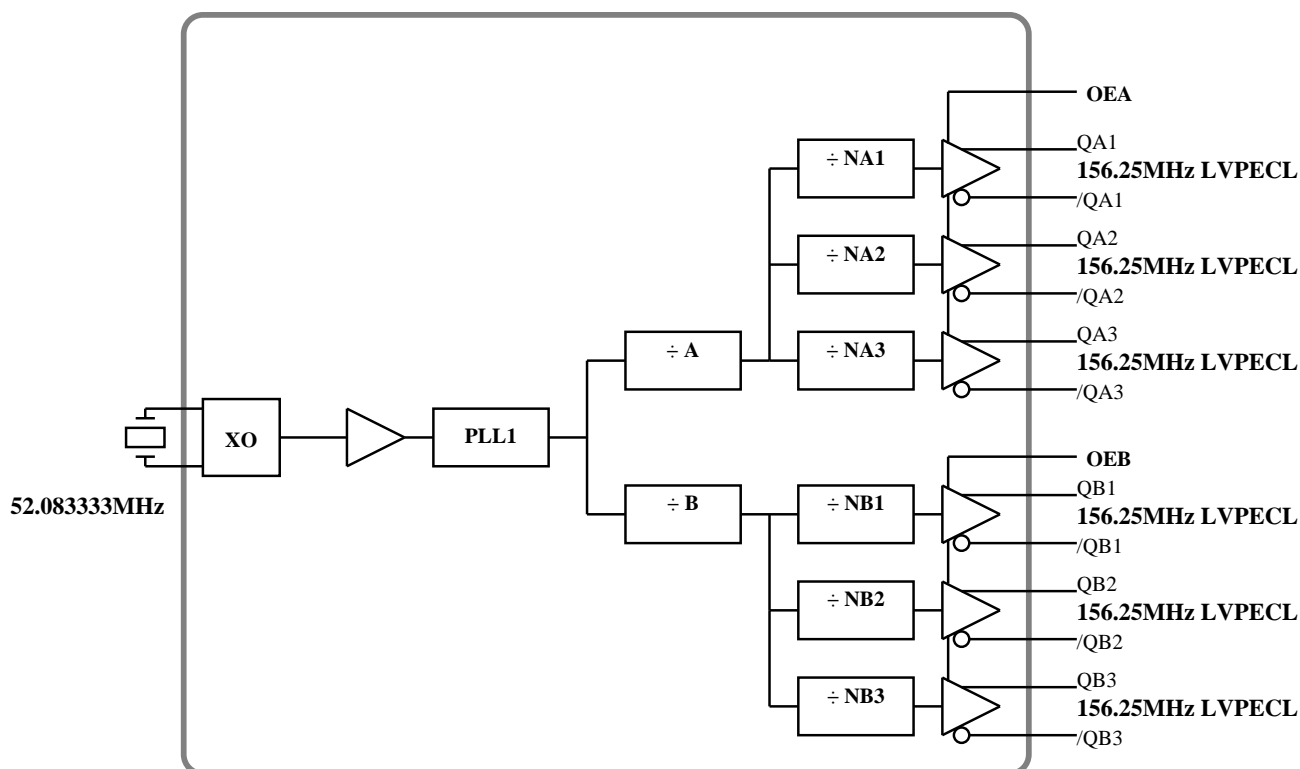 OEA
÷ NA1
QA1
156.25MHz LVPECL
/QA1
÷ NA2
QA2
156.25MHz LVPECL
/QA2
÷ A
÷ NA3
QA3
156.25MHz LVPECL
/QA3
XO
PLL1
52.083333MHz
OEB
÷ B
÷ NB1
QB1
156.25MHz LVPECL
/QB1
÷ NB2
QB2
156.25MHz LVPECL
/QB2
÷ NB3
QB3
156.25MHz LVPECL
/QB3